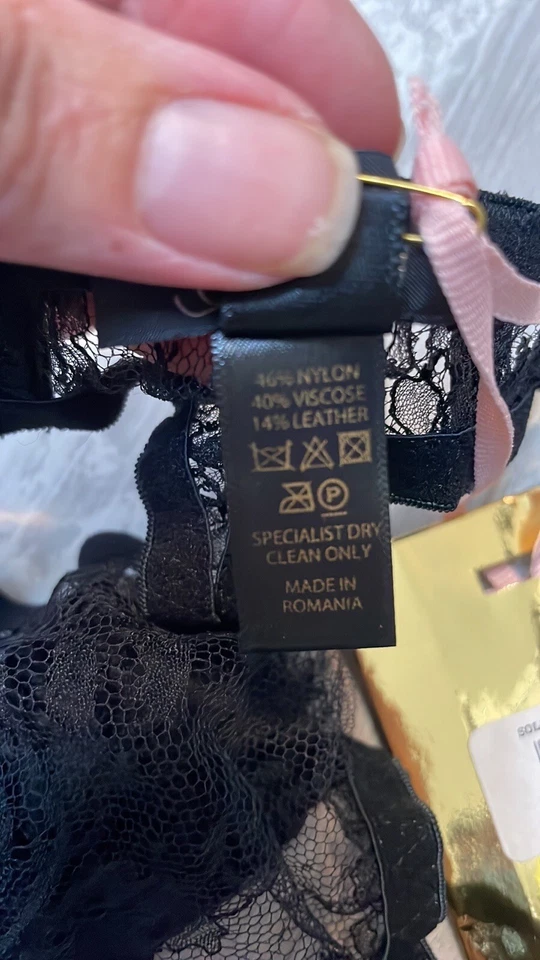 46% NYLON
40% VISCOSE
14% LEATHER
P
SPECIALIST DRY
CLEAN ONLY
MADE IN
ROMANIA